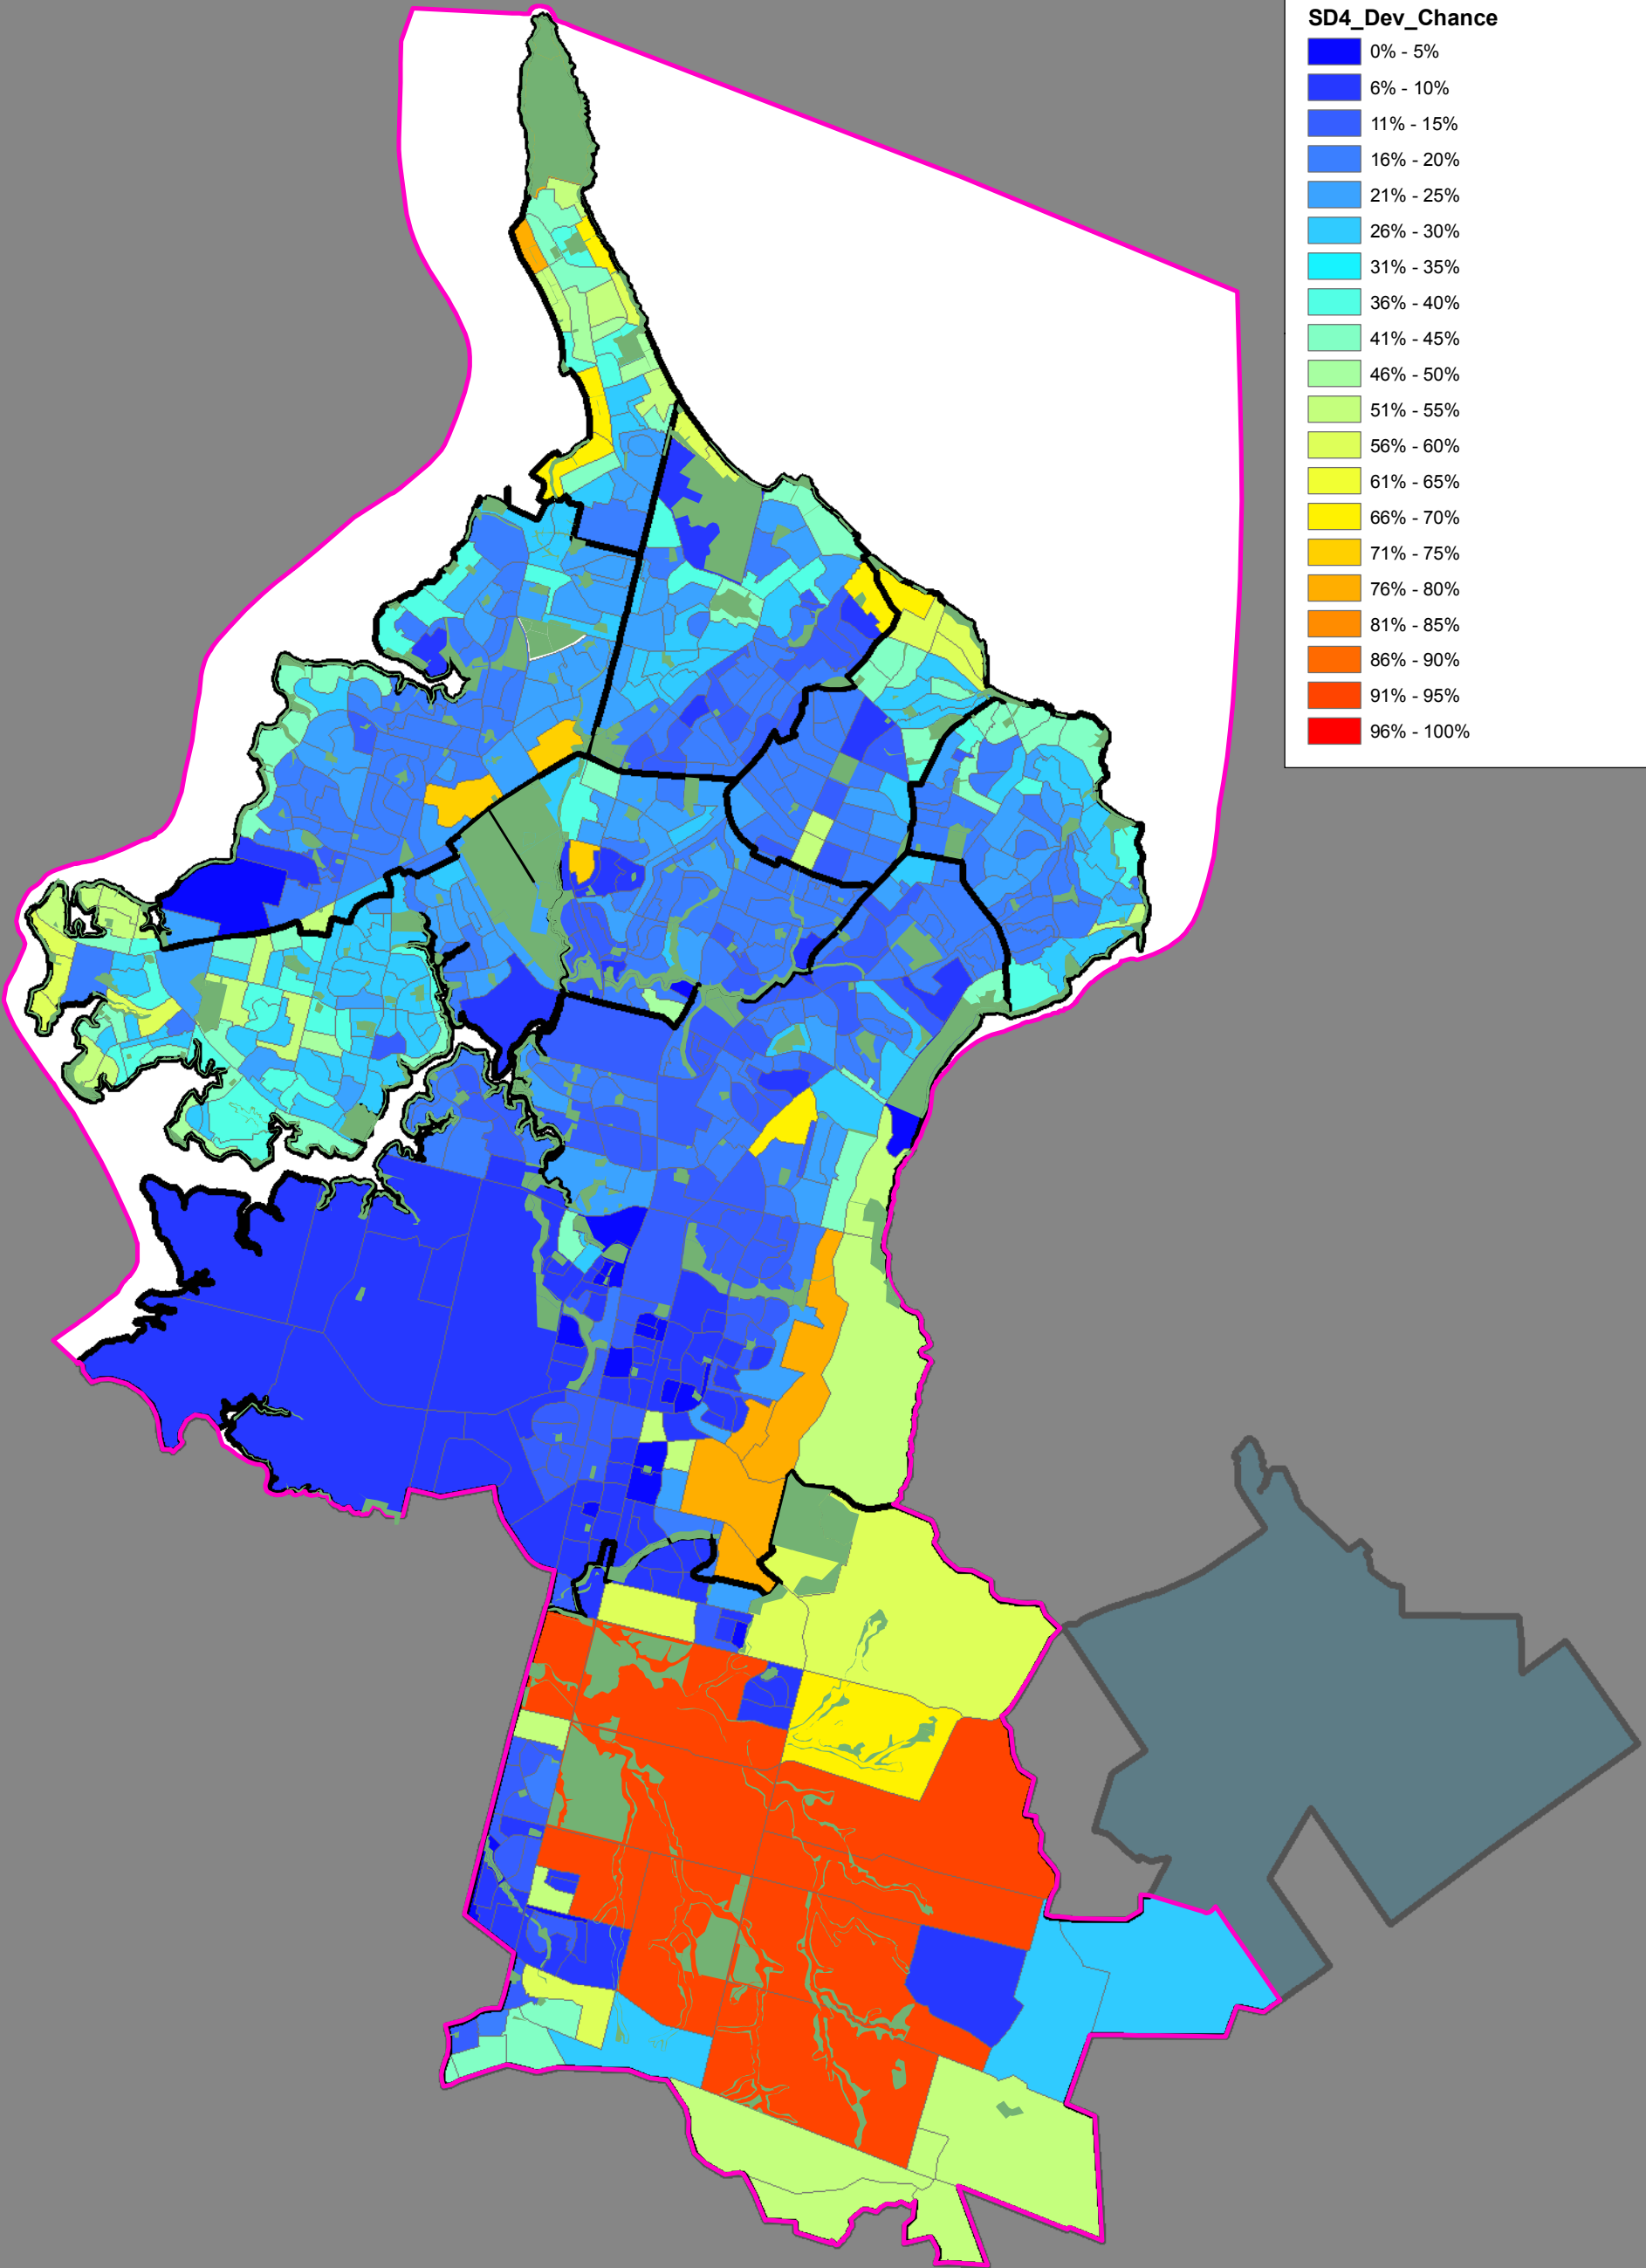 SD4_Dev_Chance
0% - 5%
6% - 10%
11% - 15%
16% - 20%
21% - 25%
26% - 30%
31% - 35%
36% - 40%
41% - 45%
46% - 50%
51% - 55%
56% - 60%
61% - 65%
66% - 70%
71% - 75%
76% - 80%
81% - 85%
86% - 90%
91% - 95%
96% - 100%